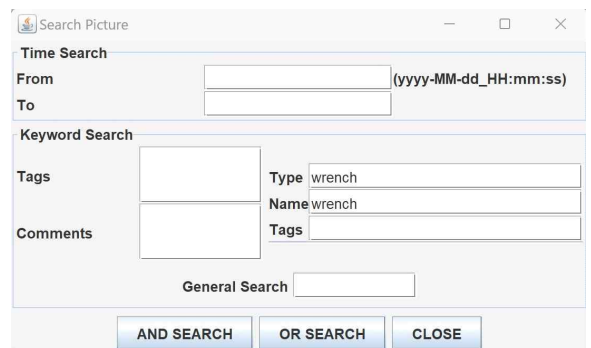 Search Picture
Time Search
From (yyyy-MM-dd_HH:mm:ss)
To
Keyword Search
Tags
Type wrench
Name wrench
Comments
Tags
General Search
AND SEARCH OR SEARCH CLOSE